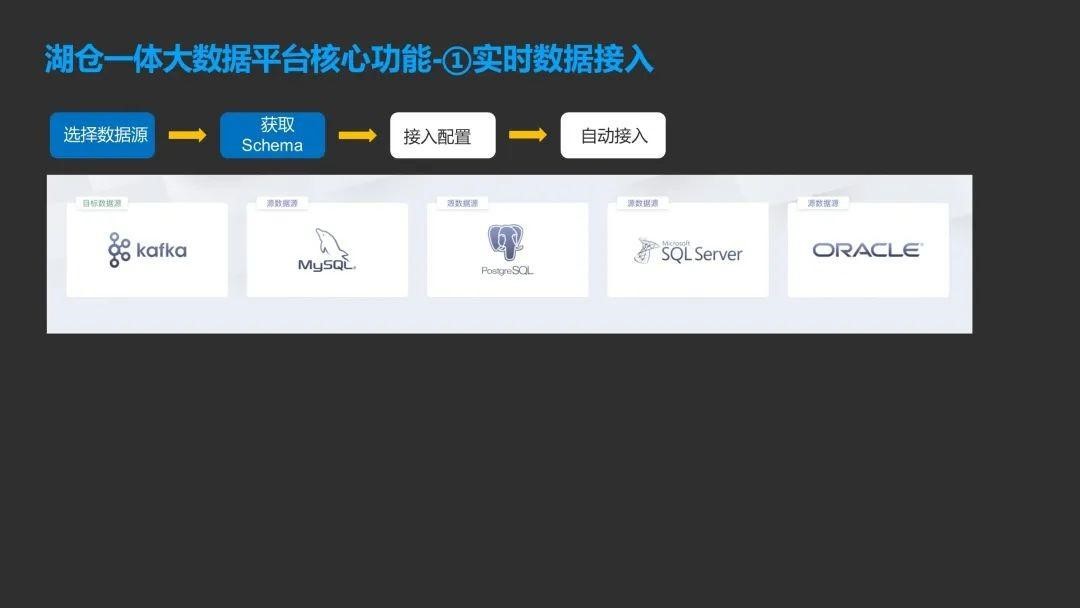 湖仓一体大数据平台核心功能-①实时数据接入
选择数据源
获取
Schema
接入配置
自动接入
目标数据源
源数据源
源数据源
源数据源
源数据源
kafka
MySQL®
PostgreSQL
Microsoft
SQL Server
ORACLE®